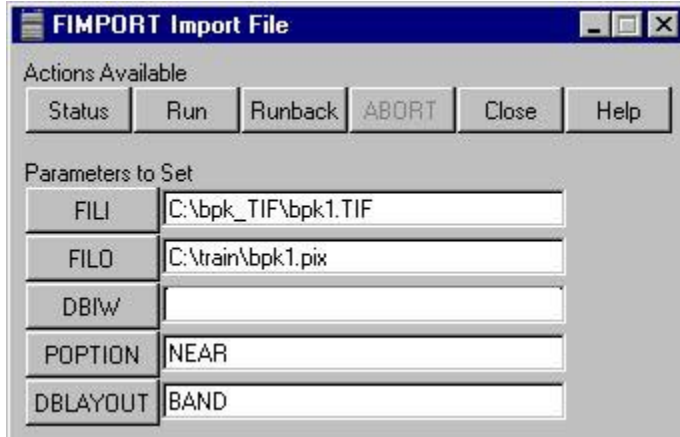 FIMPORT Import File
Actions Available
Status Run Runback ABORT Close Help
Parameters to Set
FILI C:\bpk_TIF\bpk1.TIF
FILO C:\train\bpk1.pix
DBIW
POPTION NEAR
DBLAYOUT BAND